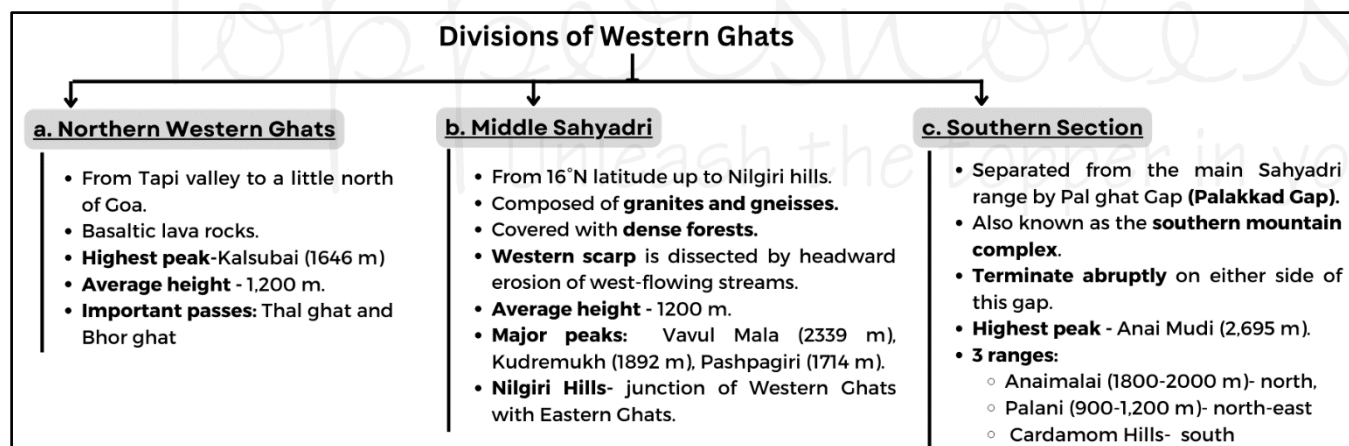 Toppersnotes
Unleash the topper in yo
Divisions of Western Ghats
a. Northern Western Ghats
• From Tapi valley to a little north
of Goa.
• Basaltic lava rocks.
• Highest peak-Kalsubai (1646 m)
• Average height - 1,200 m.
• Important passes: Thal ghat and
Bhor ghat
b. Middle Sahyadri
• From 16°N latitude up to Nilgiri hills.
• Composed of granites and gneisses.
• Covered with dense forests.
• Western scarp is dissected by headward
erosion of west-flowing streams.
• Average height - 1200 m.
• Major peaks: Vavul Mala (2339 m),
Kudremukh (1892 m), Pashpagiri (1714 m).
• Nilgiri Hills- junction of Western Ghats
with Eastern Ghats.
c. Southern Section
• Separated from the main Sahyadri
range by Pal ghat Gap (Palakkad Gap).
• Also known as the southern mountain
complex.
• Terminate abruptly on either side of
this gap.
• Highest peak - Anai Mudi (2,695 m).
• 3 ranges:
○ Anaimalai (1800-2000 m)- north,
○ Palani (900-1,200 m)- north-east
○ Cardamom Hills- south